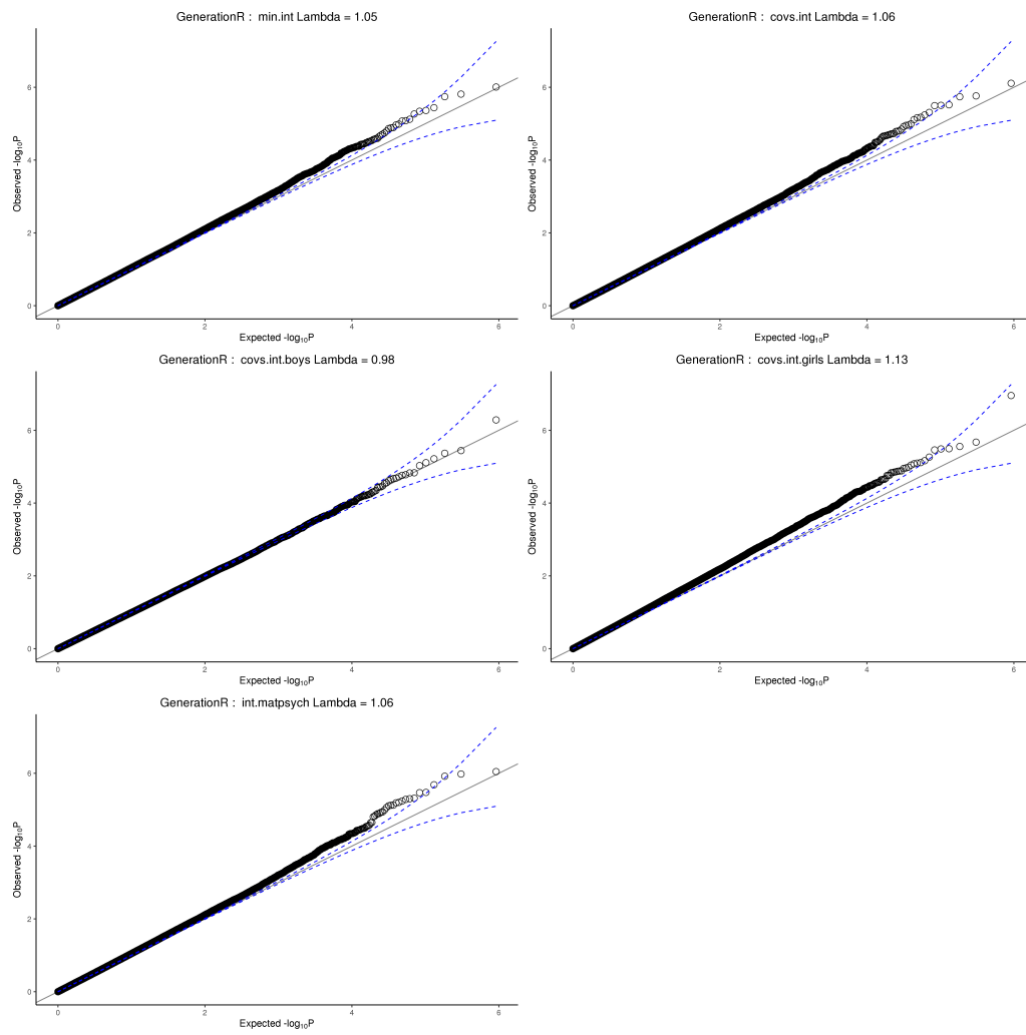 GenerationR : min.int Lambda = 1.05
Observed -log10P
6
4
2
0
0
2
4
6
Expected -log10P
GenerationR : covs.int Lambda = 1.06
Observed -log10P
6
4
2
0
0
2
4
6
Expected -log10P
GenerationR : covs.int.boys Lambda = 0.98
Observed -log10P
6
4
2
0
0
2
4
6
Expected -log10P
GenerationR : covs.int.girls Lambda = 1.13
Observed -log10P
6
4
2
0
0
2
4
6
Expected -log10P
GenerationR : int.matpsych Lambda = 1.06
Observed -log10P
6
4
2
0
0
2
4
6
Expected -log10P